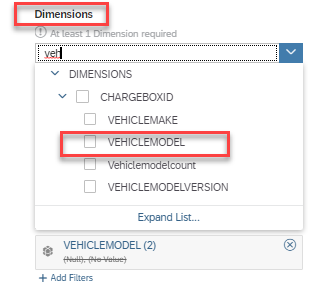 Dimensions
At least 1 Dimension required
veh
DIMENSIONS
CHARGEBOXID
VEHICLEMAKE
VEHICLEMODEL
Vehiclemodelcount
VEHICLEMODELVERSION
Expand List...
VEHICLEMODEL (2)
(Null), (No Value)
+ Add Filters